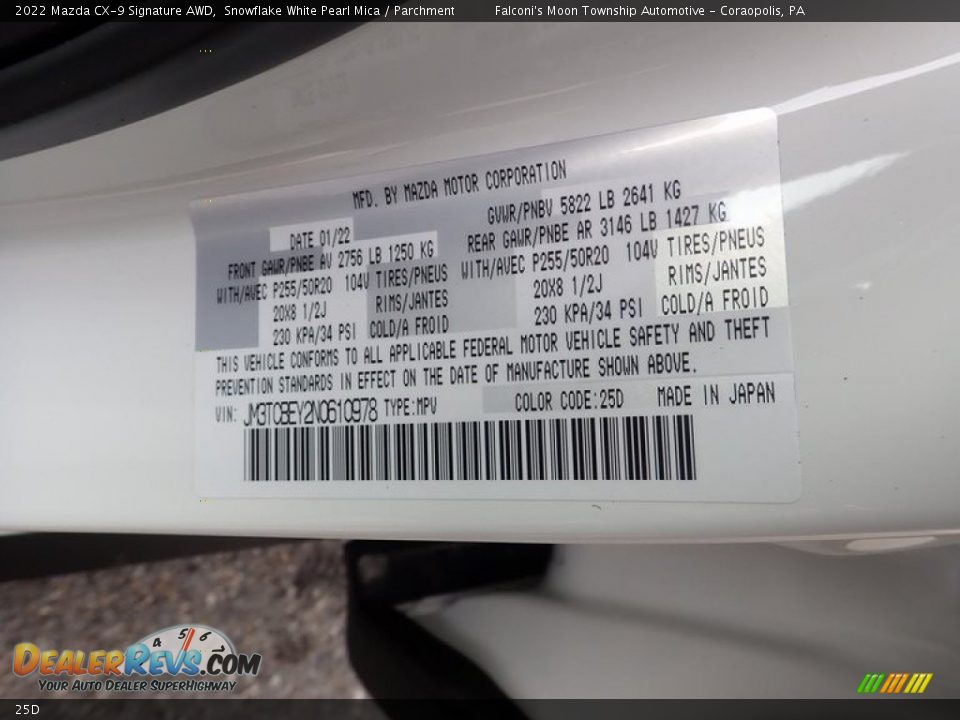 2022 Mazda CX-9 Signature AWD, Snowflake White Pearl Mica / Parchment Falconi's Moon Township Automotive - Coraopolis, PA
MFD. BY MAZDA MOTOR CORPORATION
DATE 01/22 GVWR/PNBV 5822 LB 2641 KG
FRONT GAWR/PNBE AV 2756 LB 1250 KG REAR GAWR/PNBE AR 3146 LB 1427 KG
WITH/AVEC P255/50R20 104V TIRES/PNEUS WITH/AVEC P255/50R20 104V TIRES/PNEUS
20X8 1/2J RIMS/JANTES 20X8 1/2J RIMS/JANTES
230 KPA/34 PSI COLD/A FROID 230 KPA/34 PSI COLD/A FROID
THIS VEHICLE CONFORMS TO ALL APPLICABLE FEDERAL MOTOR VEHICLE SAFETY AND THEFT
PREVENTION STANDARDS IN EFFECT ON THE DATE OF MANUFACTURE SHOWN ABOVE.
VIN: JM3TCBEY2N0610978 TYPE:MPV COLOR CODE:25D MADE IN JAPAN
4 5 6 7
DEALERREVS.COM
YOUR AUTO DEALER SUPERHIGHWAY
25D